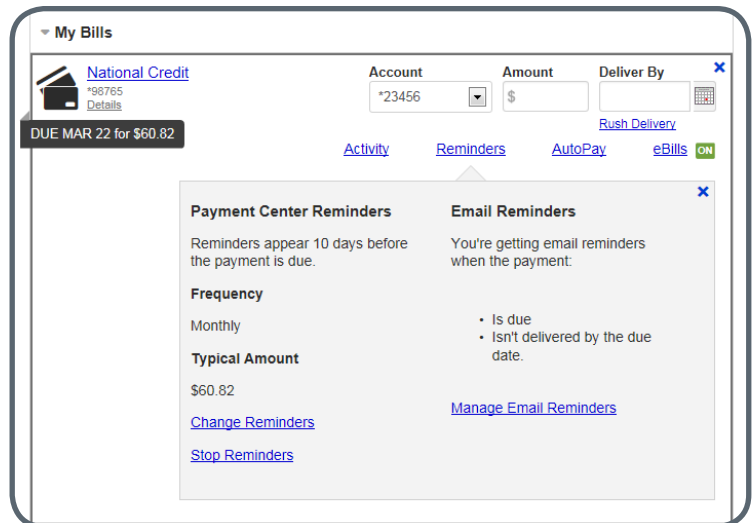 My Bills
National Credit
*98765
Details
DUE MAR 22 for $60.82
Account
*23456
Amount
$
Deliver By
Rush Delivery
Activity
Reminders
AutoPay
eBills ON
Payment Center Reminders
Reminders appear 10 days before
the payment is due.
Frequency
Monthly
Typical Amount
$60.82
Change Reminders
Stop Reminders
Email Reminders
You're getting email reminders
when the payment:
• Is due
• Isn't delivered by the due
date.
Manage Email Reminders